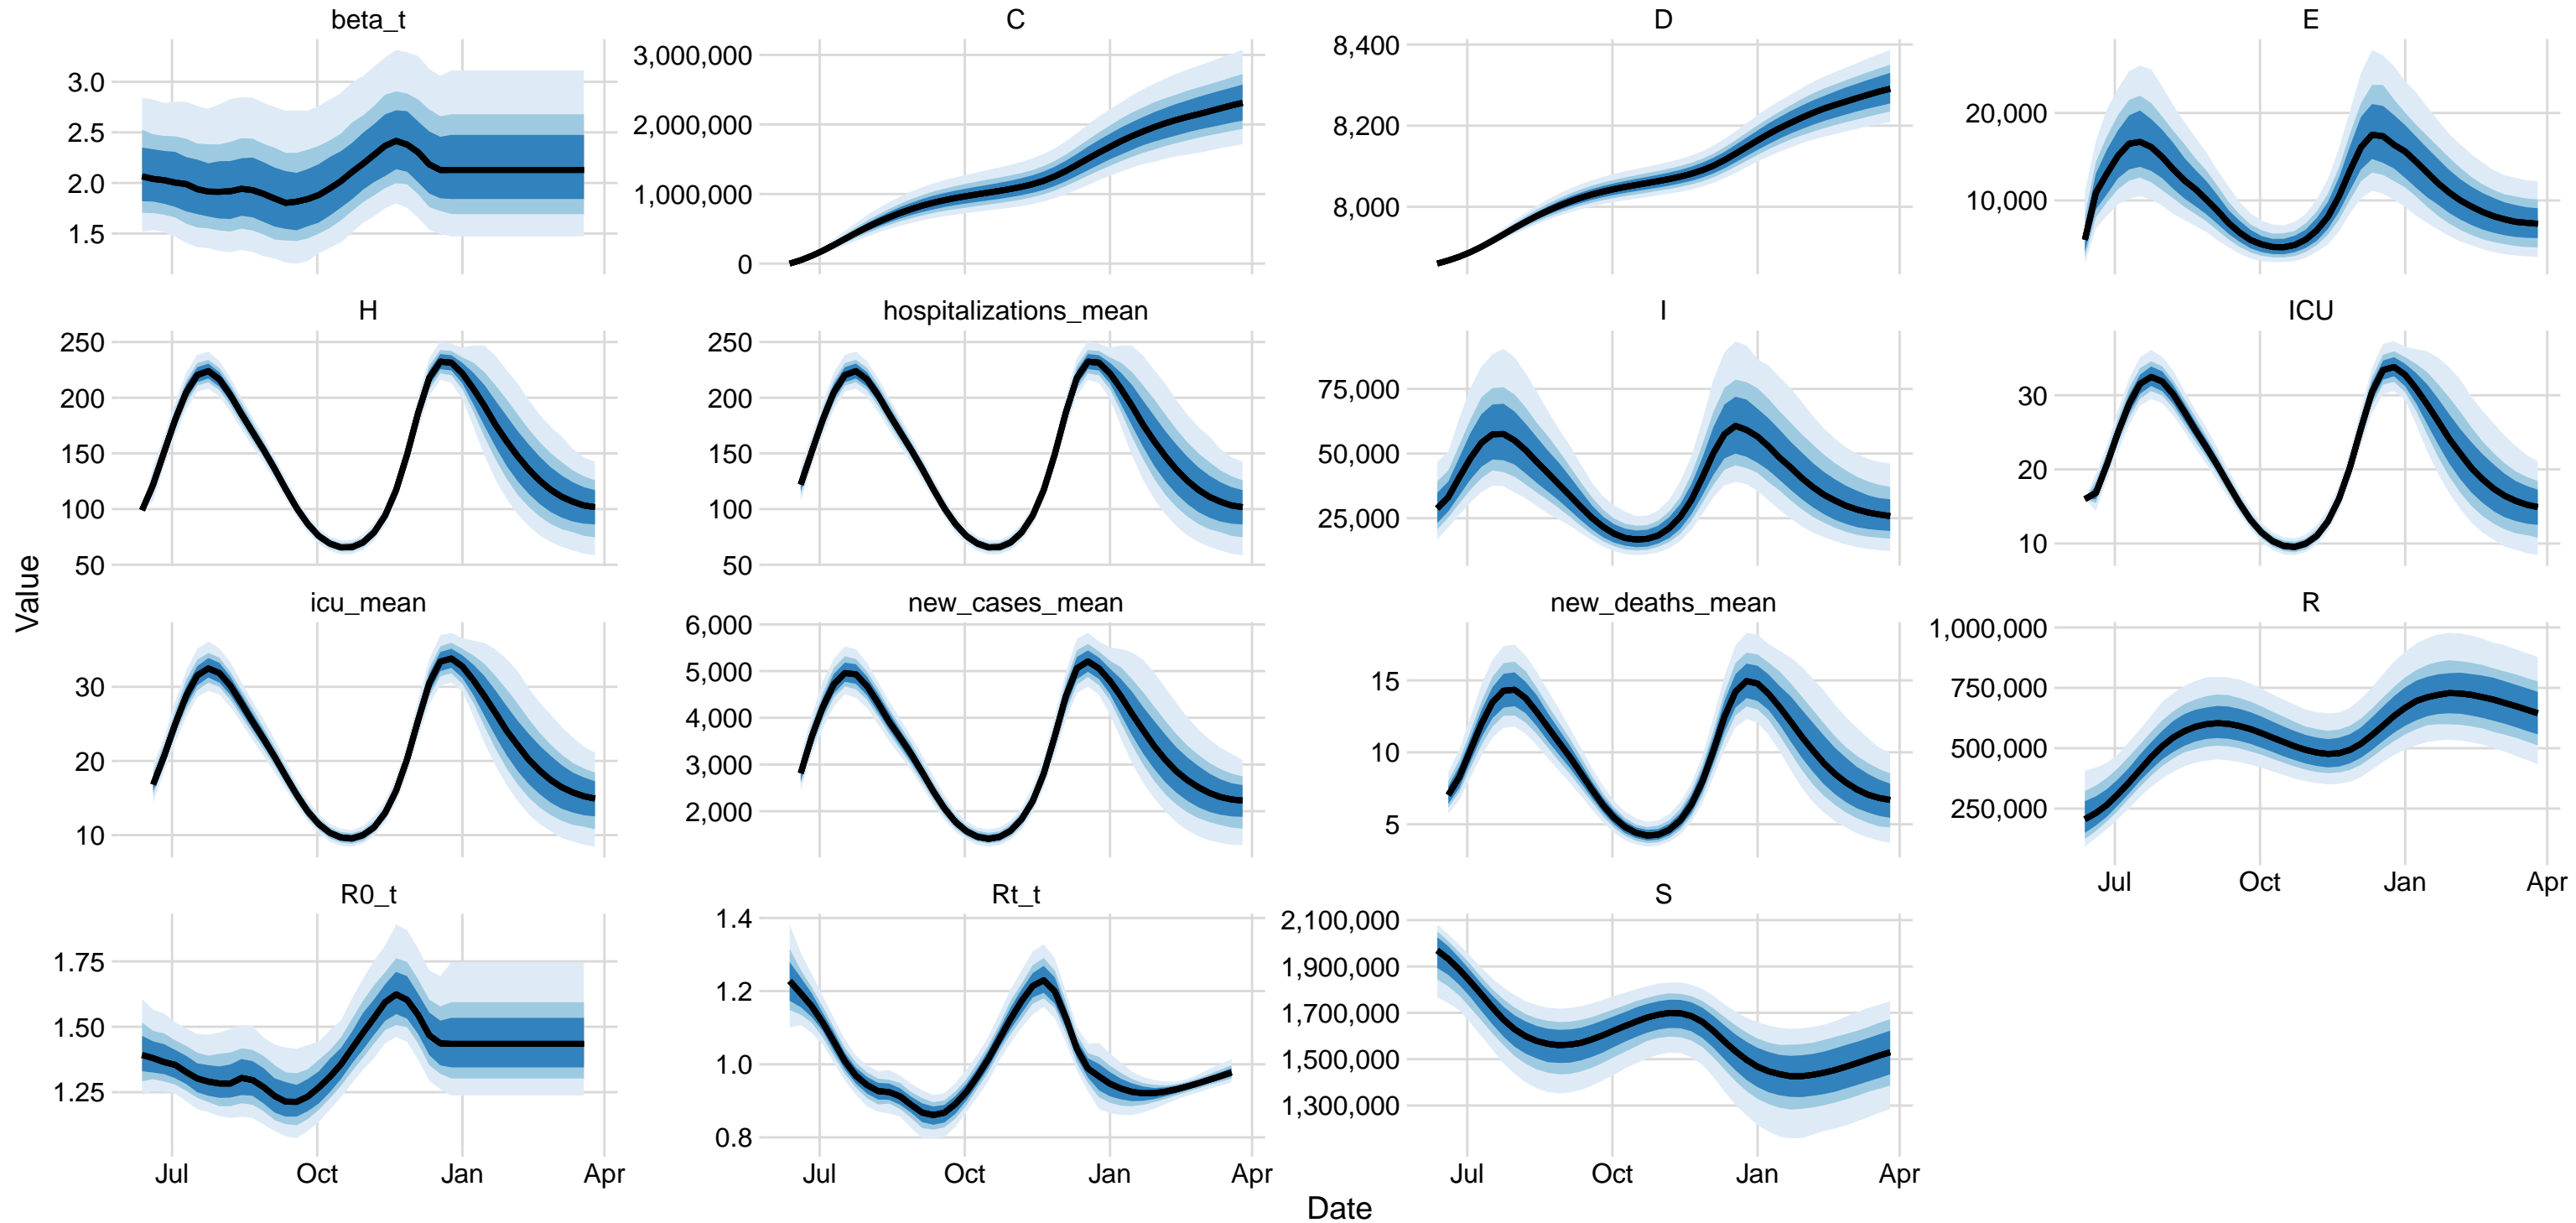 beta_t
C
D
E
3.0
2.5
2.0
1.5
3,000,000
2,000,000
1,000,000
0
8,400
8,200
8,000
20,000
10,000
H
hospitalizations_mean
I
ICU
250
200
150
100
50
250
200
150
100
50
75,000
50,000
25,000
30
20
10
Value
icu_mean
new_cases_mean
new_deaths_mean
R
30
20
10
6,000
5,000
4,000
3,000
2,000
15
10
5
1,000,000
750,000
500,000
250,000
Jul Oct Jan Apr
R0_t
Rt_t
S
1.75
1.50
1.25
1.4
1.2
1.0
0.8
2,100,000
1,900,000
1,700,000
1,500,000
1,300,000
Jul Oct Jan Apr
Jul Oct Jan Apr
Jul Oct Jan Apr
Date